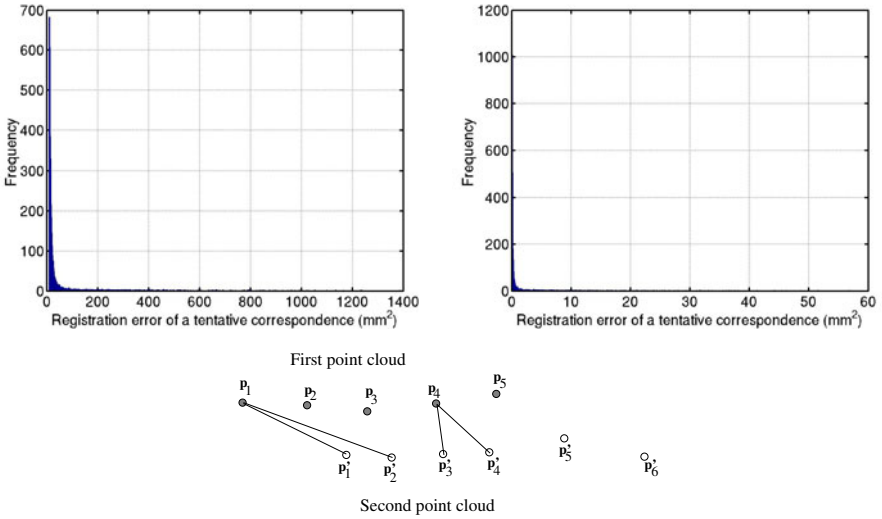 700
600
500
400
300
200
100
0
Frequency
0 200 400 600 800 1000 1200 1400
Registration error of a tentative correspondence (mm²)
1200
1000
800
600
400
200
0
Frequency
0 10 20 30 40 50 60
Registration error of a tentative correspondence (mm²)
First point cloud
p1 p2 p3 p4 p5
p'1 p'2 p'3 p'4 p'5 p'6
Second point cloud